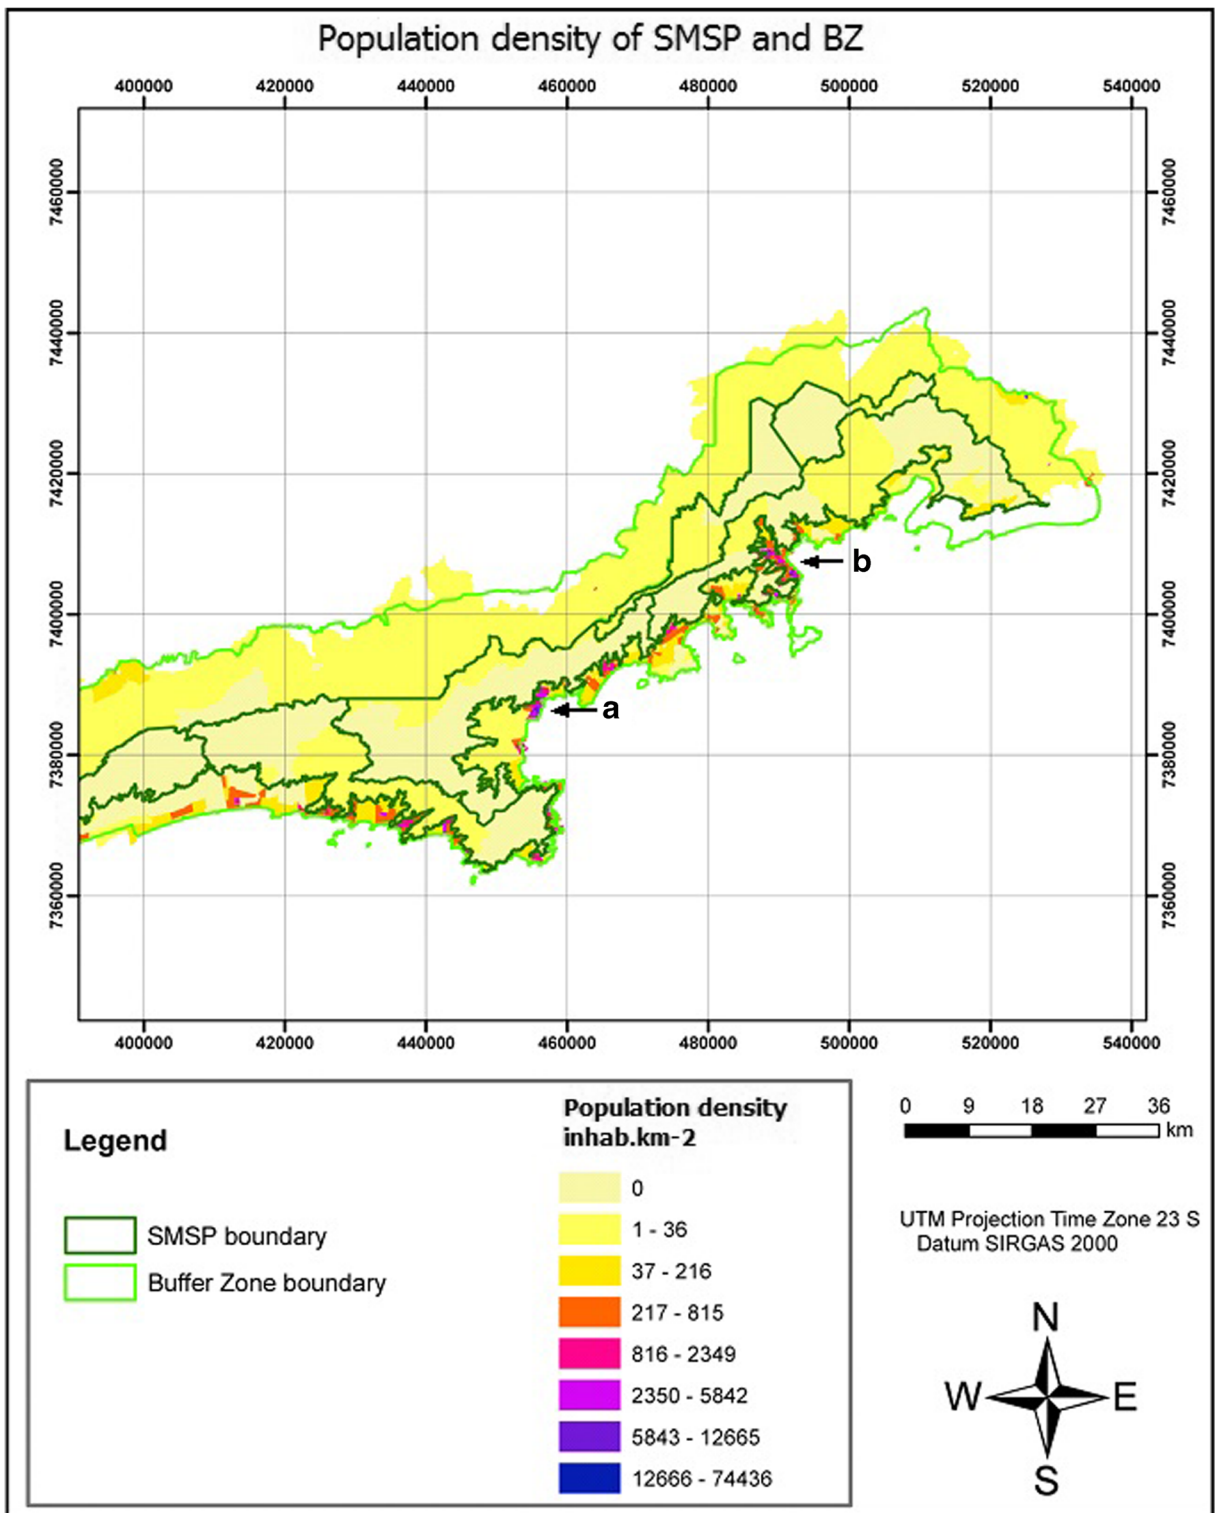 Population density of SMSP and BZ
400000 420000 440000 460000 480000 500000 520000 540000
7460000 7460000
7440000 7440000
7420000 7420000
b
7400000 7400000
a
7380000 7380000
7360000 7360000
400000 420000 440000 460000 480000 500000 520000 540000
Legend
SMSP boundary
Buffer Zone boundary
Population density
inhab.km-2
0
1 - 36
37 - 216
217 - 815
816 - 2349
2350 - 5842
5843 - 12665
12666 - 74436
0 9 18 27 36
km
UTM Projection Time Zone 23 S
Datum SIRGAS 2000
N
W E
S